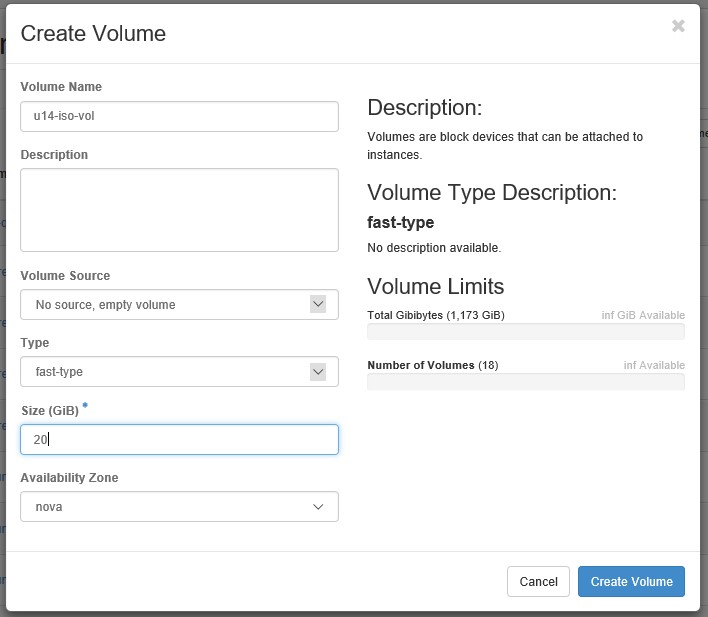 Create Volume
×
Volume Name
u14-iso-vol
Description
Volume Source
No source, empty volume
Type
fast-type
Size (GiB) *
20
Availability Zone
nova
Description:
Volumes are block devices that can be attached to
instances.
Volume Type Description:
fast-type
No description available.
Volume Limits
Total Gibibytes (1,173 GiB) inf GiB Available
Number of Volumes (18) inf Available
Cancel
Create Volume